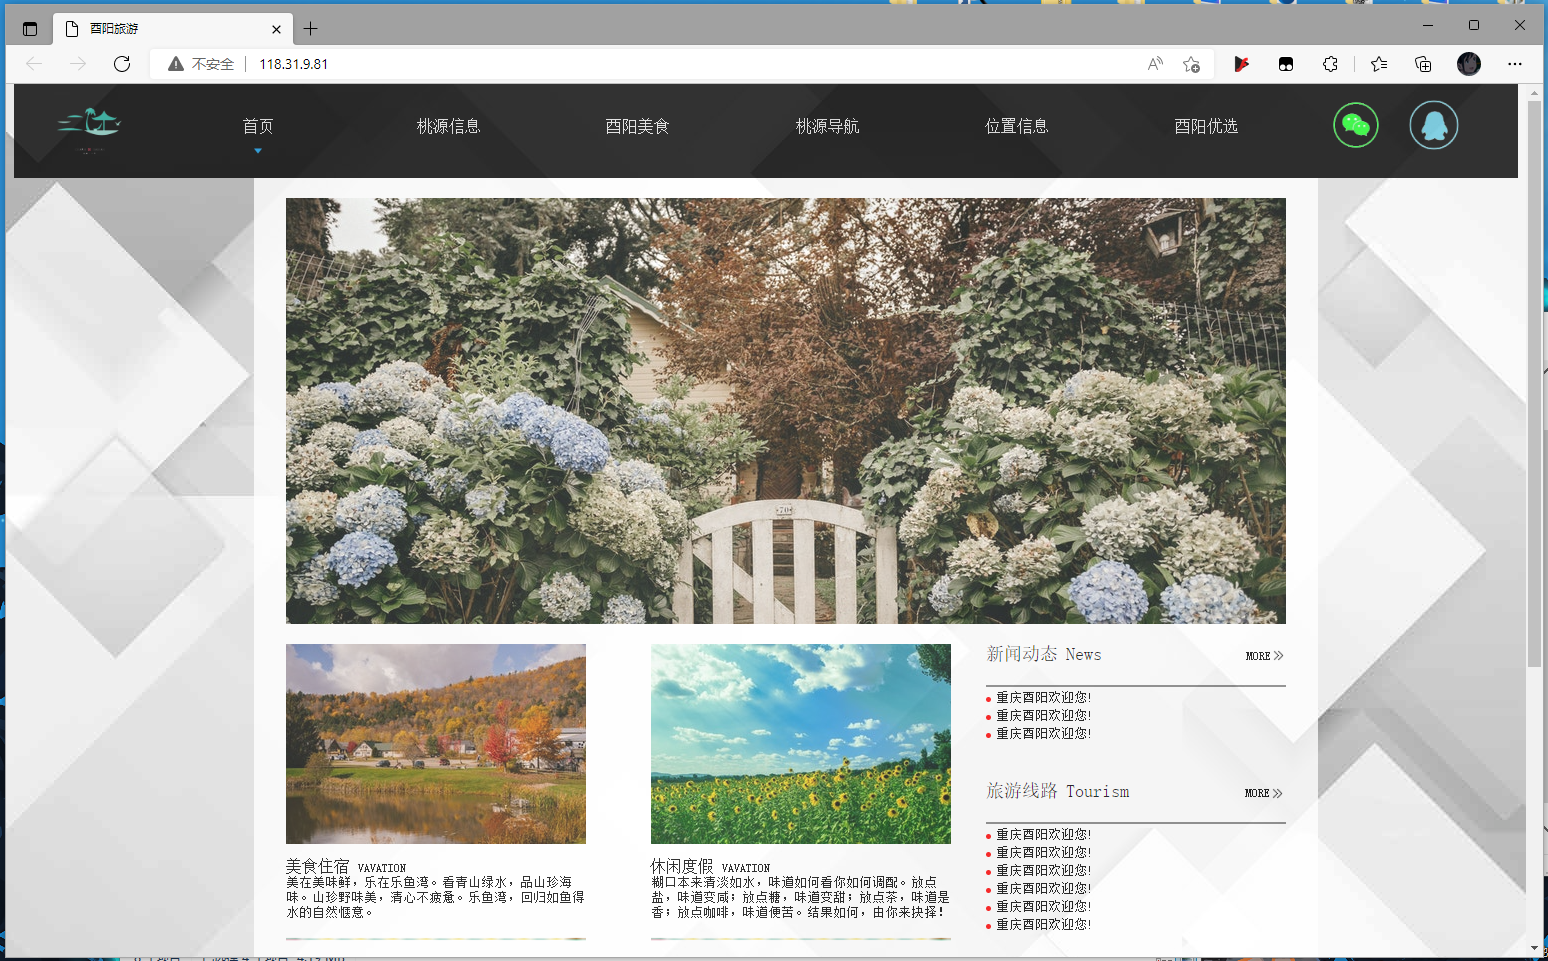 酉阳旅游
不安全 118.31.9.81
首页 桃源信息 酉阳美食 桃源导航 位置信息 酉阳优选
70
新闻动态 News MORE
重庆酉阳欢迎您!
重庆酉阳欢迎您!
重庆酉阳欢迎您!
旅游线路 Tourism MORE
重庆酉阳欢迎您!
重庆酉阳欢迎您!
重庆酉阳欢迎您!
重庆酉阳欢迎您!
重庆酉阳欢迎您!
重庆酉阳欢迎您!
美食住宿 VAVATION
美在美味鲜，乐在乐鱼湾。看青山绿水，品山珍海
味。山珍野味美，清心不疲惫。乐鱼湾，回归如鱼得
水的自然惬意。
休闲度假 VAVATION
糊口本来清淡如水，味道如何看你如何调配。放点
盐，味道变咸；放点糖，味道变甜；放点茶，味道是
香；放点咖啡，味道便苦。结果如何，由你来抉择！